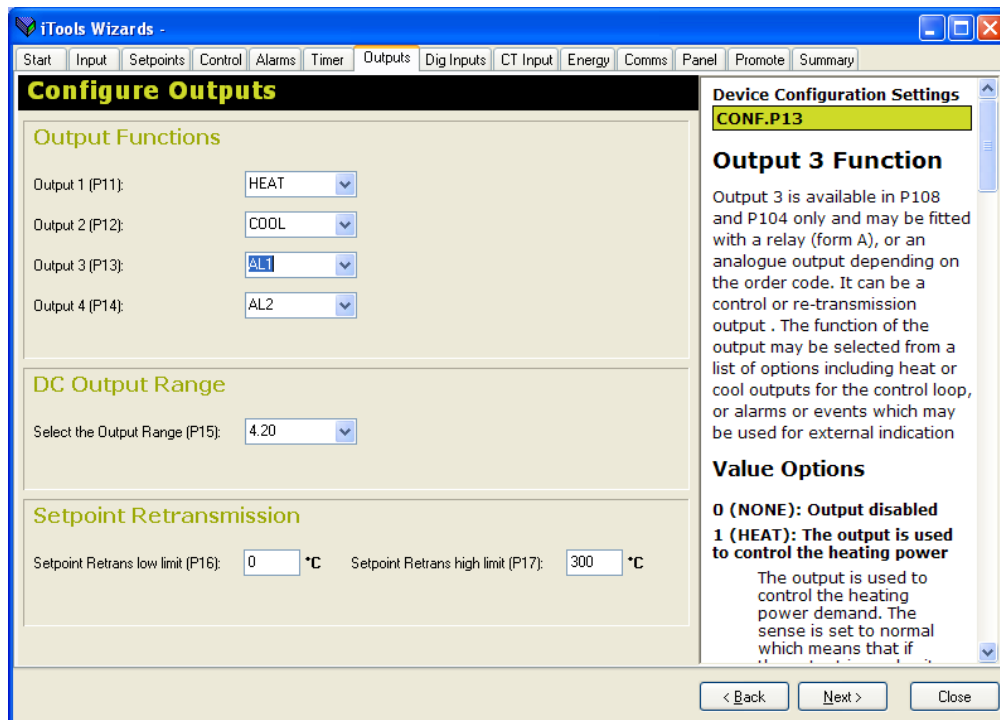 iTools Wizards -
Start Input Setpoints Control Alarms Timer Outputs Dig Inputs CT Input Energy Comms Panel Promote Summary
Configure Outputs
Output Functions
Output 1 (P11): HEAT
Output 2 (P12): COOL
Output 3 (P13): AL1
Output 4 (P14): AL2
DC Output Range
Select the Output Range (P15): 4.20
Setpoint Retransmission
Setpoint Retrans low limit (P16): 0 °C Setpoint Retrans high limit (P17): 300 °C
Device Configuration Settings
CONF.P13
Output 3 Function
Output 3 is available in P108
and P104 only and may be fitted
with a relay (form A), or an
analogue output depending on
the order code. It can be a
control or re-transmission
output . The function of the
output may be selected from a
list of options including heat or
cool outputs for the control loop,
or alarms or events which may
be used for external indication
Value Options
0 (NONE): Output disabled
1 (HEAT): The output is used
to control the heating power
The output is used to
control the heating
power demand. The
sense is set to normal
which means that if
< Back Next > Close